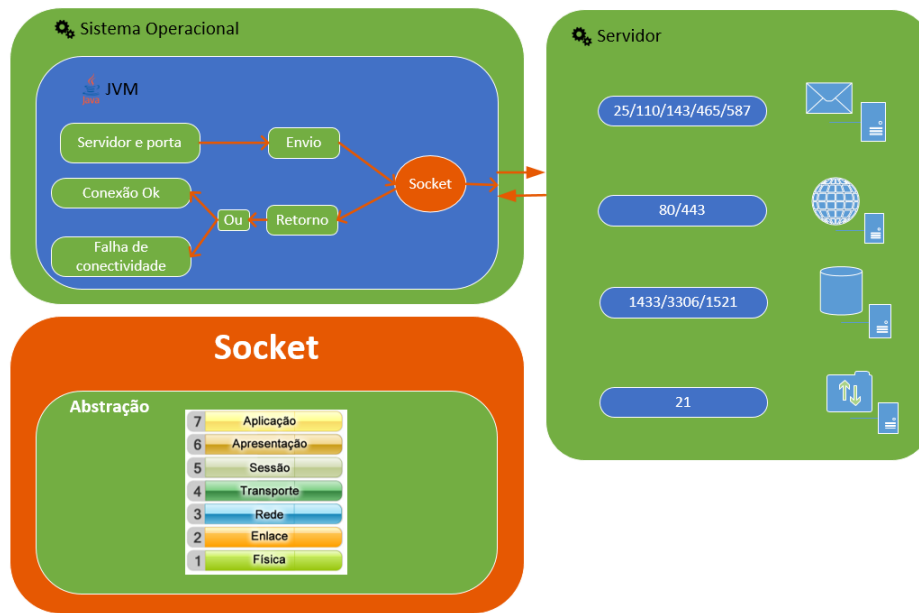 Sistema Operacional
Java
JVM
Servidor e porta
Envio
Socket
Conexão Ok
Ou
Retorno
Falha de
conectividade
Servidor
25/110/143/465/587
80/443
1433/3306/1521
21
Socket
Abstração
7 Aplicação
6 Apresentação
5 Sessão
4 Transporte
3 Rede
2 Enlace
1 Física